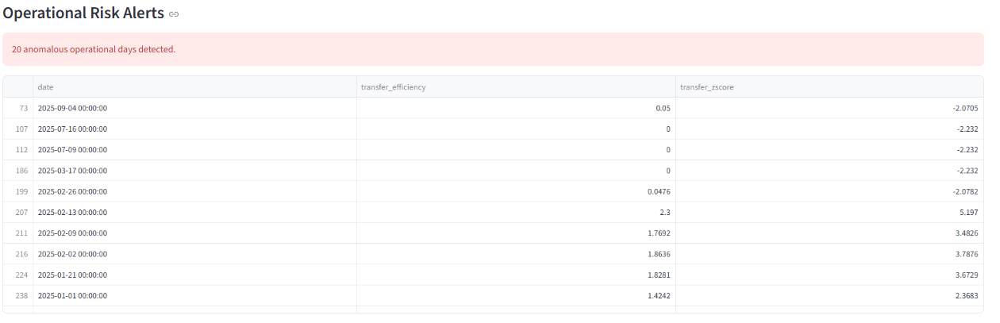 Operational Risk Alerts
20 anomalous operational days detected.
date transfer_efficiency transfer_zscore
73 2025-09-04 00:00:00 0.05 -2.0705
107 2025-07-16 00:00:00 0 -2.232
112 2025-07-09 00:00:00 0 -2.232
186 2025-03-17 00:00:00 0 -2.232
199 2025-02-26 00:00:00 0.0476 -2.0782
207 2025-02-13 00:00:00 2.3 5.197
211 2025-02-09 00:00:00 1.7692 3.4826
216 2025-02-02 00:00:00 1.8636 3.7876
224 2025-01-21 00:00:00 1.8281 3.6729
238 2025-01-01 00:00:00 1.4242 2.3683